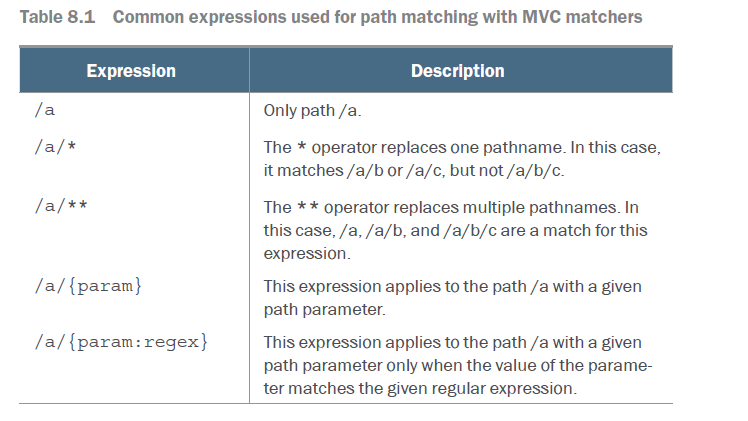 Table 8.1 Common expressions used for path matching with MVC matchers
Expression Description
/a Only path /a.
/a/* The * operator replaces one pathname. In this case,
it matches /a/b or /a/c, but not /a/b/c.
/a/** The ** operator replaces multiple pathnames. In
this case, /a, /a/b, and /a/b/c are a match for this
expression.
/a/{param} This expression applies to the path /a with a given
path parameter.
/a/{param:regex} This expression applies to the path /a with a given
path parameter only when the value of the parame-
ter matches the given regular expression.